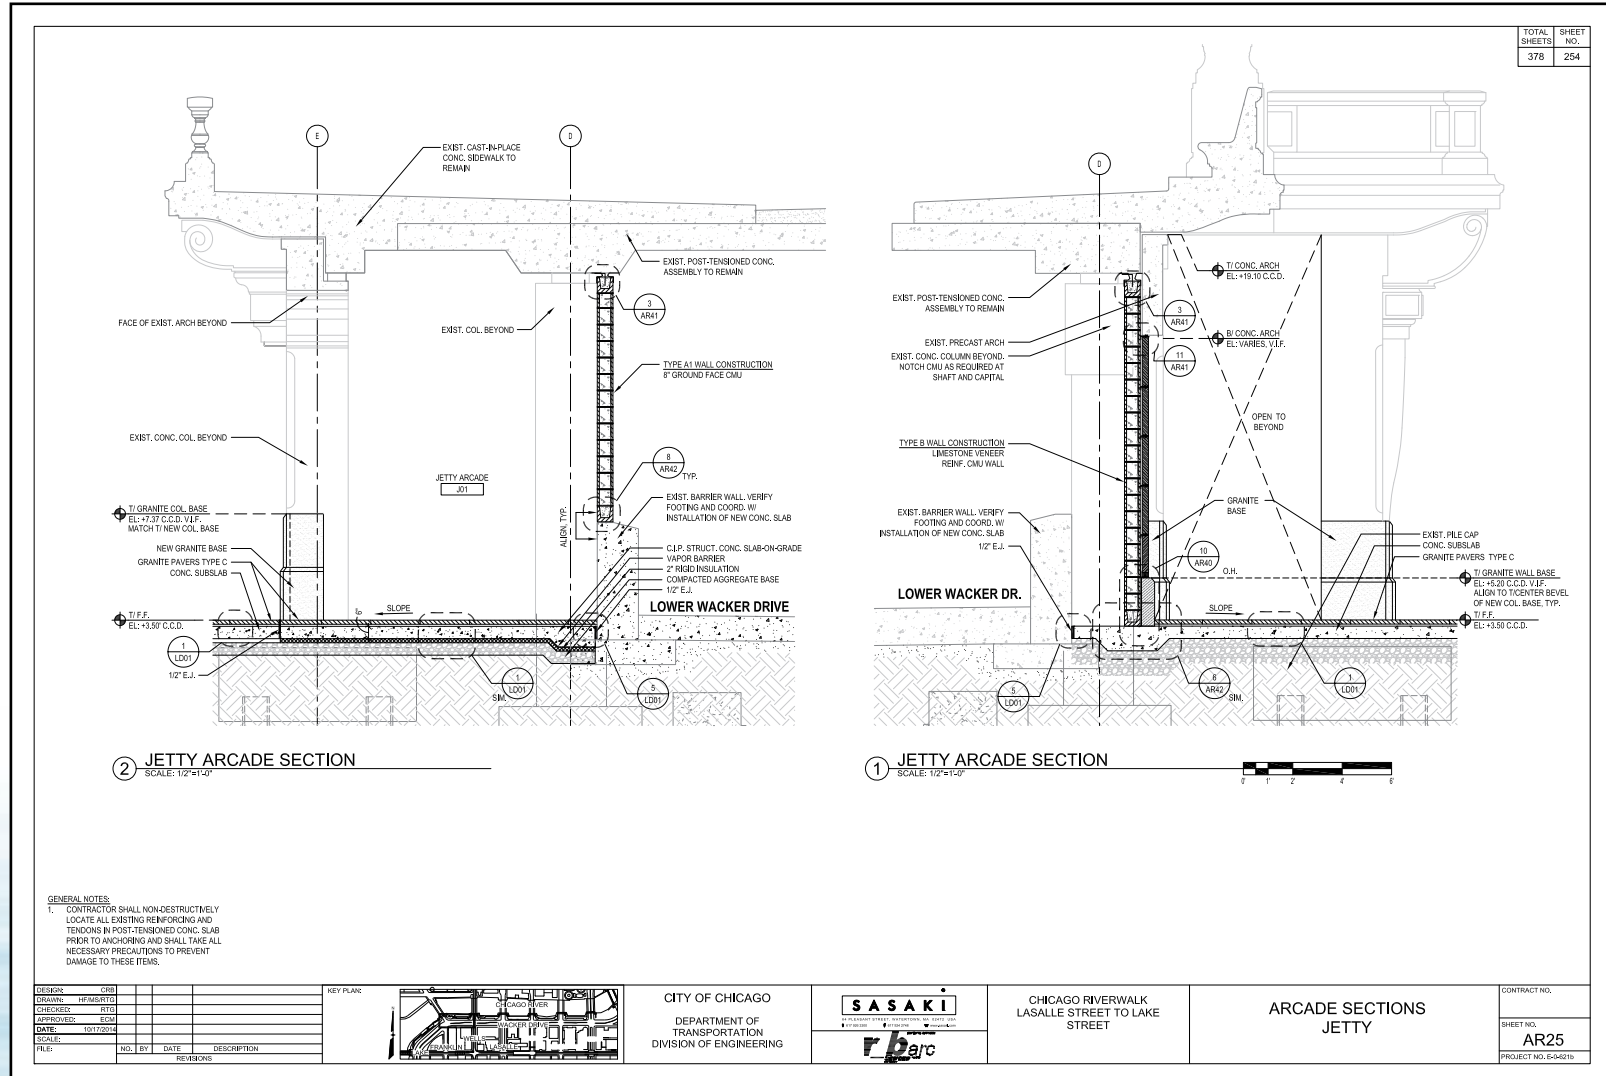 TOTAL SHEETS
SHEET NO.
378
254
E
D
EXIST. CAST-IN-PLACE
CONC. SIDEWALK TO
REMAIN
EXIST. POST-TENSIONED CONC.
ASSEMBLY TO REMAIN
FACE OF EXIST. ARCH BEYOND
EXIST. COL. BEYOND
3
AR41
TYPE A1 WALL CONSTRUCTION
8" GROUND FACE CMU
EXIST. CONC. COL. BEYOND
JETTY ARCADE
J01
8
AR42
TYP.
ALIGN, TYP.
EXIST. BARRIER WALL. VERIFY
FOOTING AND COORD. W/
INSTALLATION OF NEW CONC. SLAB
T/ GRANITE COL. BASE
EL: +7.37 C.C.D. V.I.F.
MATCH T/ NEW COL. BASE
NEW GRANITE BASE
GRANITE PAVERS TYPE C
CONC. SUBSLAB
C.I.P. STRUCT. CONC. SLAB-ON-GRADE
VAPOR BARRIER
2" RIGID INSULATION
COMPACTED AGGREGATE BASE
1/2" E.J.
LOWER WACKER DRIVE
T/ F.F.
EL: +3.50' C.C.D.
SLOPE
1
LD01
1/2" E.J.
1
LD01
SIM.
5
LD01
2
JETTY ARCADE SECTION
SCALE: 1/2"=1'-0"
D
T/ CONC. ARCH
EL: +19.10 C.C.D.
EXIST. POST-TENSIONED CONC.
ASSEMBLY TO REMAIN
3
AR41
B/ CONC. ARCH
EL: VARIES, V.I.F.
EXIST. PRECAST ARCH
EXIST. CONC. COLUMN BEYOND.
NOTCH CMU AS REQUIRED AT
SHAFT AND CAPITAL
11
AR41
OPEN TO
BEYOND
TYPE B WALL CONSTRUCTION
LIMESTONE VENEER
REINF. CMU WALL
GRANITE
BASE
EXIST. BARRIER WALL. VERIFY
FOOTING AND COORD. W/
INSTALLATION OF NEW CONC. SLAB
1/2" E.J.
10
AR40
O.H.
EXIST. PILE CAP
CONC. SUBSLAB
GRANITE PAVERS TYPE C
T/ GRANITE WALL BASE
EL: +5.20 C.C.D. V.I.F.
ALIGN TO T/CENTER BEVEL
OF NEW COL. BASE, TYP.
LOWER WACKER DR.
SLOPE
T/ F.F.
EL: +3.50 C.C.D.
5
LD01
6
AR42
SIM.
1
LD01
1
JETTY ARCADE SECTION
SCALE: 1/2"=1'-0"
0' 1' 2' 4' 6'
GENERAL NOTES:
1. CONTRACTOR SHALL NON-DESTRUCTIVELY
LOCATE ALL EXISTING REINFORCING AND
TENDONS IN POST-TENSIONED CONC. SLAB
PRIOR TO ANCHORING AND SHALL TAKE ALL
NECESSARY PRECAUTIONS TO PREVENT
DAMAGE TO THESE ITEMS.
DESIGN: CRB
DRAWN: HF/MS/RTG
CHECKED: RTG
APPROVED: ECM
DATE: 10/17/2014
SCALE:
FILE:
NO. BY DATE DESCRIPTION
REVISIONS
KEY PLAN:
CHICAGO RIVER
WACKER DRIVE
WELLS
LAKE FRANKLIN LASALLE
CITY OF CHICAGO
DEPARTMENT OF
TRANSPORTATION
DIVISION OF ENGINEERING
SASAKI
CHICAGO RIVERWALK
LASALLE STREET TO LAKE
STREET
ARCADE SECTIONS
JETTY
CONTRACT NO.
SHEET NO.
AR25
PROJECT NO. E-0-621b